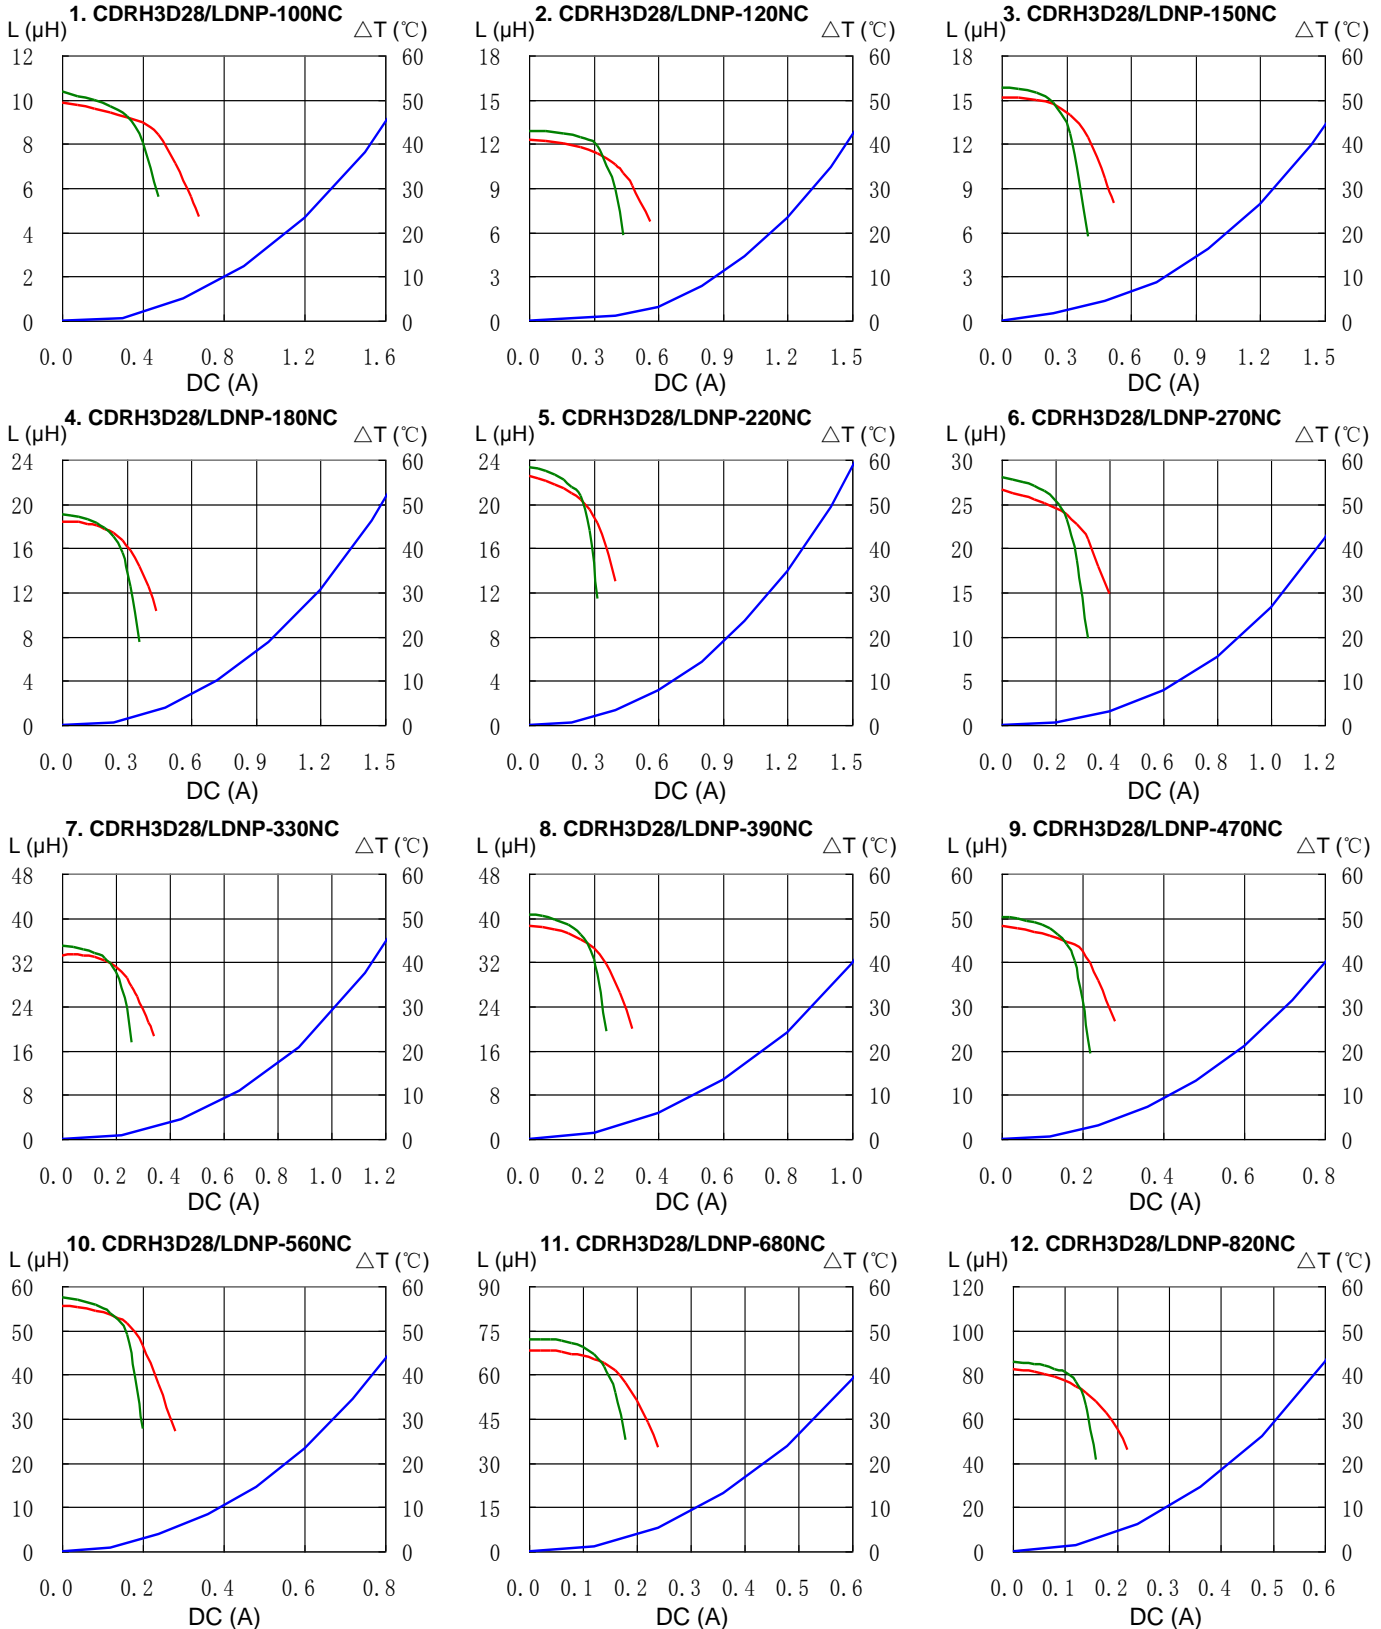 1. CDRH3D28/LDNP-100NC
L (μH) △T (℃)
12 60
10 50
8 40
6 30
4 20
2 10
0 0
0.0 0.4 0.8 1.2 1.6
DC (A)
2. CDRH3D28/LDNP-120NC
L (μH) △T (℃)
18 60
15 50
12 40
9 30
6 20
3 10
0 0
0.0 0.3 0.6 0.9 1.2 1.5
DC (A)
3. CDRH3D28/LDNP-150NC
L (μH) △T (℃)
18 60
15 50
12 40
9 30
6 20
3 10
0 0
0.0 0.3 0.6 0.9 1.2 1.5
DC (A)
4. CDRH3D28/LDNP-180NC
L (μH) △T (℃)
24 60
20 50
16 40
12 30
8 20
4 10
0 0
0.0 0.3 0.6 0.9 1.2 1.5
DC (A)
5. CDRH3D28/LDNP-220NC
L (μH) △T (℃)
24 60
20 50
16 40
12 30
8 20
4 10
0 0
0.0 0.3 0.6 0.9 1.2 1.5
DC (A)
6. CDRH3D28/LDNP-270NC
L (μH) △T (℃)
30 60
25 50
20 40
15 30
10 20
5 10
0 0
0.0 0.2 0.4 0.6 0.8 1.0 1.2
DC (A)
7. CDRH3D28/LDNP-330NC
L (μH) △T (℃)
48 60
40 50
32 40
24 30
16 20
8 10
0 0
0.0 0.2 0.4 0.6 0.8 1.0 1.2
DC (A)
8. CDRH3D28/LDNP-390NC
L (μH) △T (℃)
48 60
40 50
32 40
24 30
16 20
8 10
0 0
0.0 0.2 0.4 0.6 0.8 1.0
DC (A)
9. CDRH3D28/LDNP-470NC
L (μH) △T (℃)
60 60
50 50
40 40
30 30
20 20
10 10
0 0
0.0 0.2 0.4 0.6 0.8
DC (A)
10. CDRH3D28/LDNP-560NC
L (μH) △T (℃)
60 60
50 50
40 40
30 30
20 20
10 10
0 0
0.0 0.2 0.4 0.6 0.8
DC (A)
11. CDRH3D28/LDNP-680NC
L (μH) △T (℃)
90 60
75 50
60 40
45 30
30 20
15 10
0 0
0.0 0.1 0.2 0.3 0.4 0.5 0.6
DC (A)
12. CDRH3D28/LDNP-820NC
L (μH) △T (℃)
120 60
100 50
80 40
60 30
40 20
20 10
0 0
0.0 0.1 0.2 0.3 0.4 0.5 0.6
DC (A)